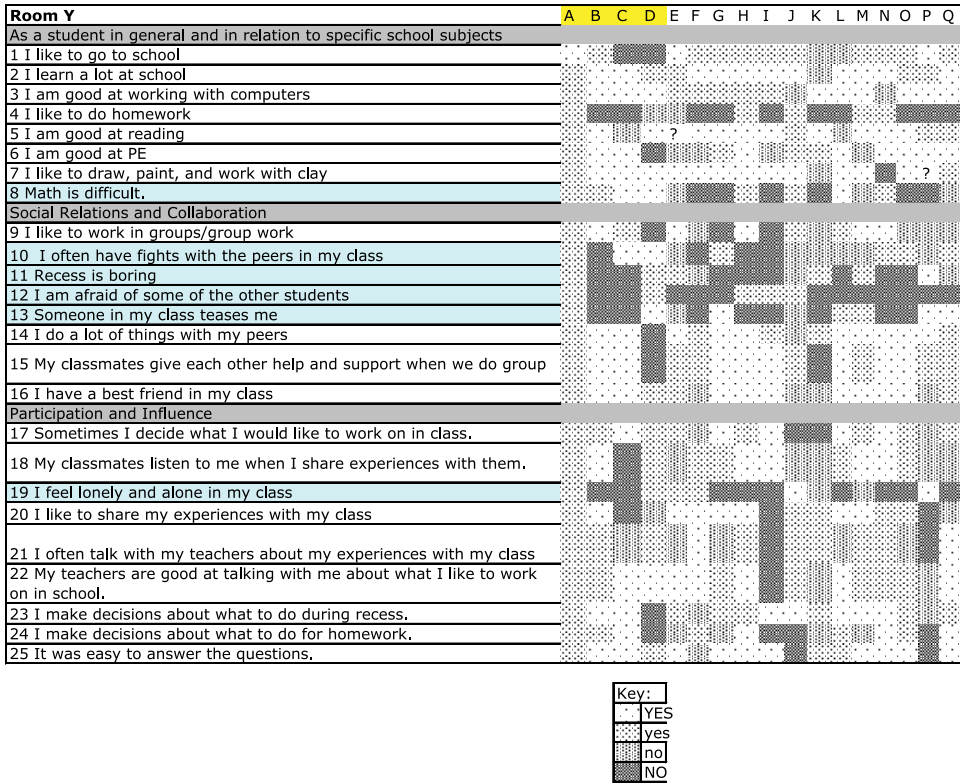 Room Y A B C D E F G H I J K L M N O P Q
As a student in general and in relation to specific school subjects
1 I like to go to school
2 I learn a lot at school
3 I am good at working with computers
4 I like to do homework
5 I am good at reading ?
6 I am good at PE
7 I like to draw, paint, and work with clay ?
8 Math is difficult.
Social Relations and Collaboration
9 I like to work in groups/group work
10 I often have fights with the peers in my class
11 Recess is boring
12 I am afraid of some of the other students
13 Someone in my class teases me
14 I do a lot of things with my peers
15 My classmates give each other help and support when we do group
16 I have a best friend in my class
Participation and Influence
17 Sometimes I decide what I would like to work on in class.
18 My classmates listen to me when I share experiences with them.
19 I feel lonely and alone in my class
20 I like to share my experiences with my class
21 I often talk with my teachers about my experiences with my class
22 My teachers are good at talking with me about what I like to work
on in school.
23 I make decisions about what to do during recess.
24 I make decisions about what to do for homework.
25 It was easy to answer the questions.
Key:
YES
yes
no
NO